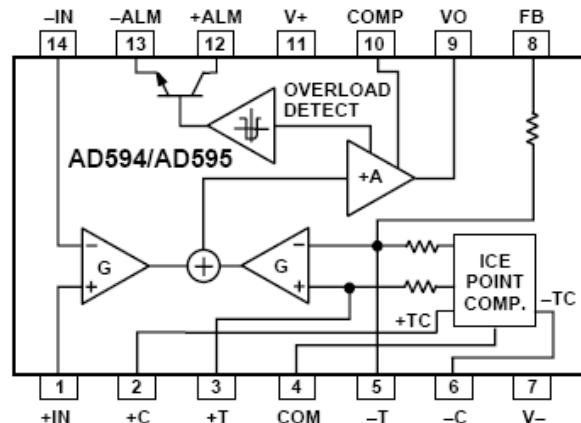 –IN –ALM +ALM V+ COMP VO FB
14 13 12 11 10 9 8
OVERLOAD
DETECT
AD594/AD595
+A
– G +
+
– G +
ICE
POINT
COMP.
–TC
+TC
1 2 3 4 5 6 7
+IN +C +T COM –T –C V–